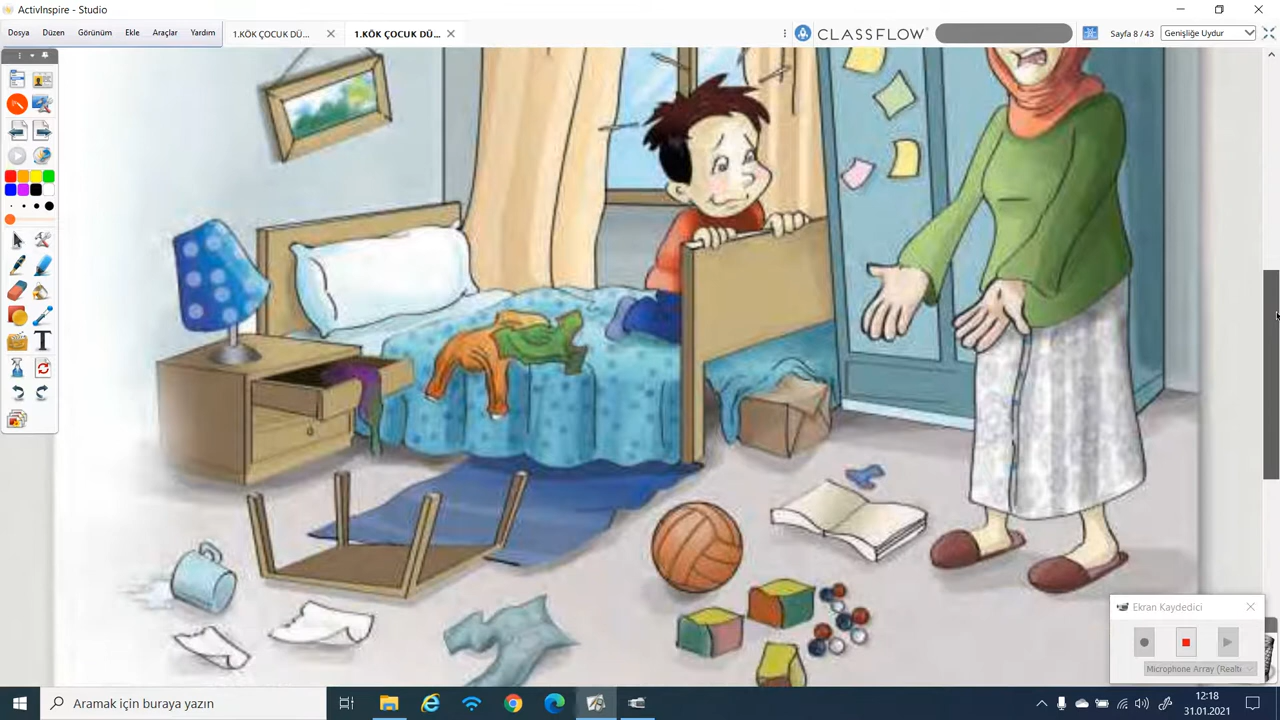 ActivInspire - Studio
Dosya Düzen Görünüm Ekle Araçlar Yardım
1.KÖK ÇOCUK DÜ...
1.KÖK ÇOCUK DÜ...
CLASSFLOW
Sayfa 8 / 43
Genişliğe Uydur
Ekran Kaydedici
Microphone Array (Realte
Aramak için buraya yazın
12:18
31.01.2021